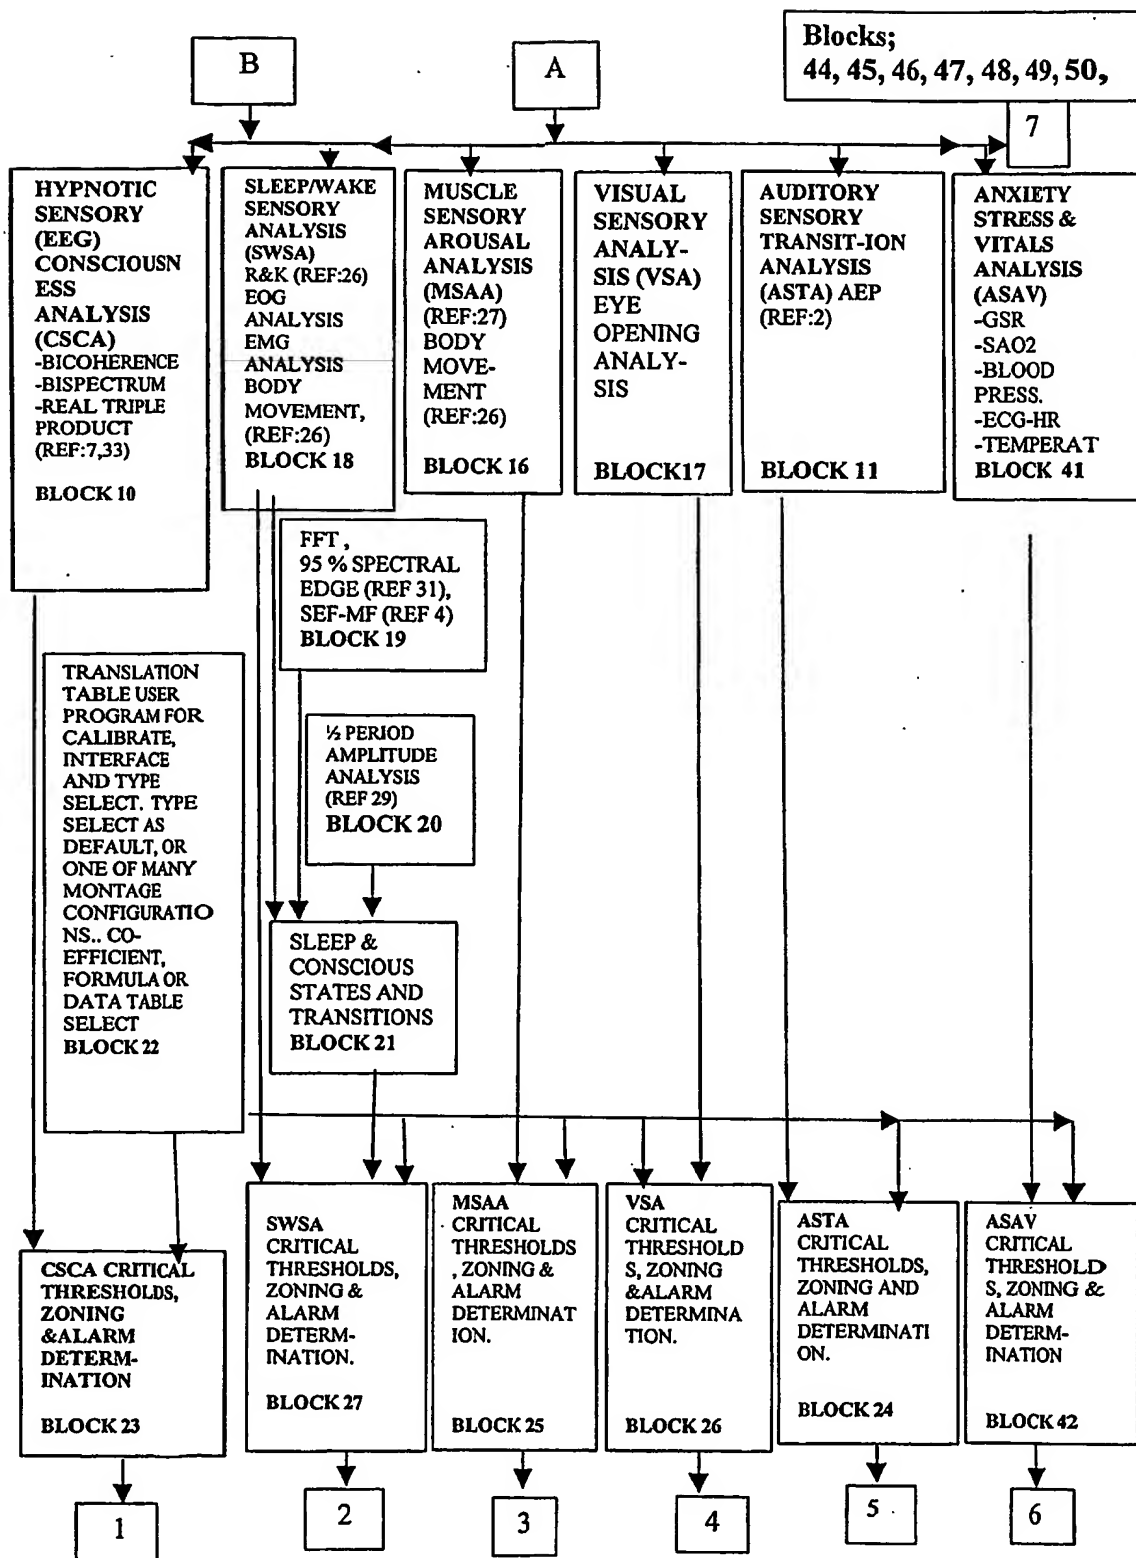 B
A
Blocks;
44, 45, 46, 47, 48, 49, 50,
7
HYPNOTIC
SENSORY
(EEG)
CONSCIOUSN
ESS
ANALYSIS
(CSCA)
-BICOHERENCE
-BISPECTRUM
-REAL TRIPLE
PRODUCT
(REF:7,33)
BLOCK 10
SLEEP/WAKE
SENSORY
ANALYSIS
(SWSA)
R&K (REF:26)
EOG
ANALYSIS
EMG
ANALYSIS
BODY
MOVEMENT,
(REF:26)
BLOCK 18
MUSCLE
SENSORY
AROUSAL
ANALYSIS
(MSAA)
(REF:27)
BODY
MOVE-
MENT
(REF:26)
BLOCK 16
VISUAL
SENSORY
ANALY-
SIS (VSA)
EYE
OPENING
ANALY-
SIS
BLOCK17
AUDITORY
SENSORY
TRANSIT-ION
ANALYSIS
(ASTA) AEP
(REF:2)
BLOCK 11
ANXIETY
STRESS &
VITALS
ANALYSIS
(ASAV)
-GSR
-SAO2
-BLOOD
PRESS.
-ECG-HR
-TEMPERAT
BLOCK 41
FFT ,
95 % SPECTRAL
EDGE (REF 31),
SEF-MF (REF 4)
BLOCK 19
TRANSLATION
TABLE USER
PROGRAM FOR
CALIBRATE,
INTERFACE
AND TYPE
SELECT. TYPE
SELECT AS
DEFAULT, OR
ONE OF MANY
MONTAGE
CONFIGURATIO
NS.. CO-
EFFICIENT,
FORMULA OR
DATA TABLE
SELECT
BLOCK 22
½ PERIOD
AMPLITUDE
ANALYSIS
(REF 29)
BLOCK 20
SLEEP &
CONSCIOUS
STATES AND
TRANSITIONS
BLOCK 21
CSCA CRITICAL
THRESHOLDS,
ZONING
&ALARM
DETERM-
INATION
BLOCK 23
SWSA
CRITICAL
THRESHOLDS,
ZONING &
ALARM
DETERM-
INATION.
BLOCK 27
MSAA
CRITICAL
THRESHOLDS
, ZONING &
ALARM
DETERMINAT
ION.
BLOCK 25
VSA
CRITICAL
THRESHOLD
S, ZONING
&ALARM
DETERMINA
TION.
BLOCK 26
ASTA
CRITICAL
THRESHOLDS,
ZONING AND
ALARM
DETERMINATI
ON.
BLOCK 24
ASAV
CRITICAL
THRESHOLD
S, ZONING &
ALARM
DETERM-
INATION
BLOCK 42
1
2
3
4
5
6